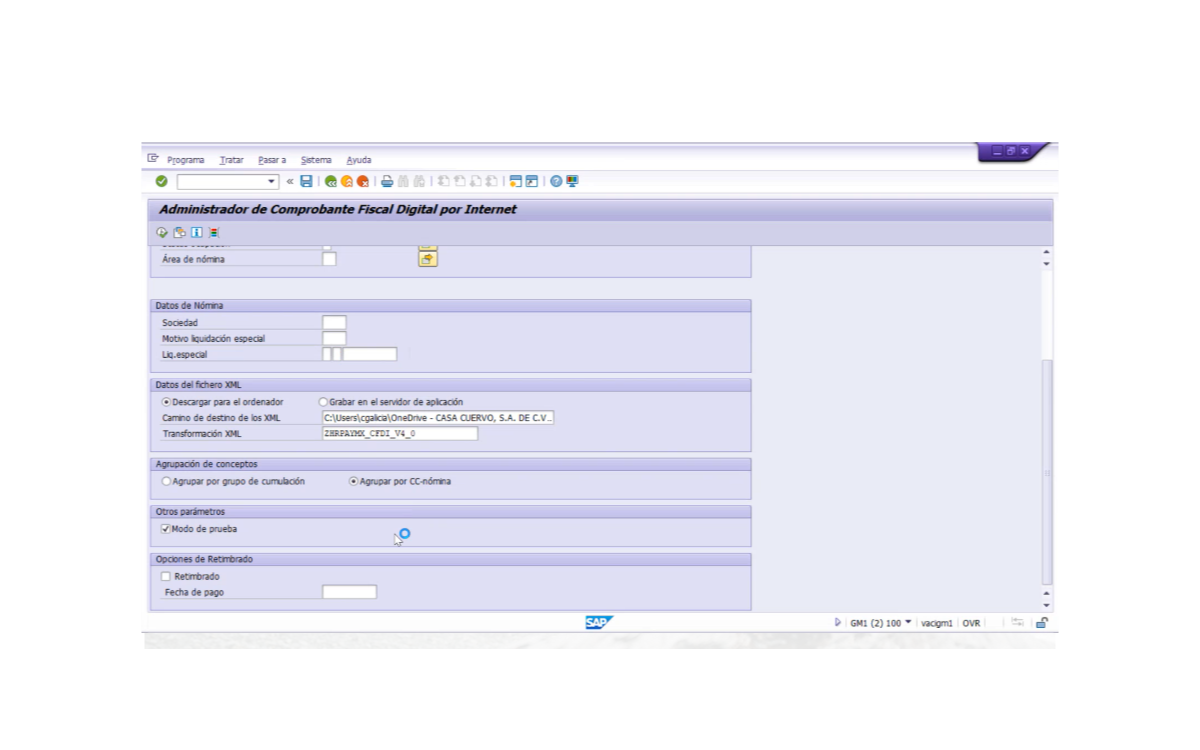 Programa Tratar Pasar a Sistema Ayuda
Administrador de Comprobante Fiscal Digital por Internet
Área de nómina
Datos de Nómina
Sociedad
Motivo liquidación especial
Liq.especial
Datos del fichero XML
Descargar para el ordenador Grabar en el servidor de aplicación
Camino de destino de los XML C:\Users\cgalicia\OneDrive - CASA CUERVO, S.A. DE C.V...
Transformación XML ZHRPAYMX_CFDI_V4_0
Agrupación de conceptos
Agrupar por grupo de cumulación Agrupar por CC-nómina
Otros parámetros
Modo de prueba
Opciones de Retimbrado
Retimbrado
Fecha de pago
SAP GM1 (2) 100 vacigm1 OVR